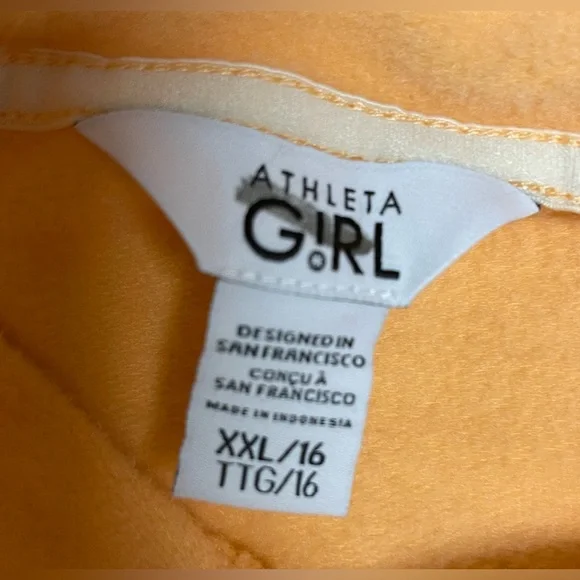 ATHLETA
GIRL
DESIGNED IN
SAN FRANCISCO
CONÇU À
SAN FRANCISCO
MADE IN INDONESIA
XXL/16
TTG/16